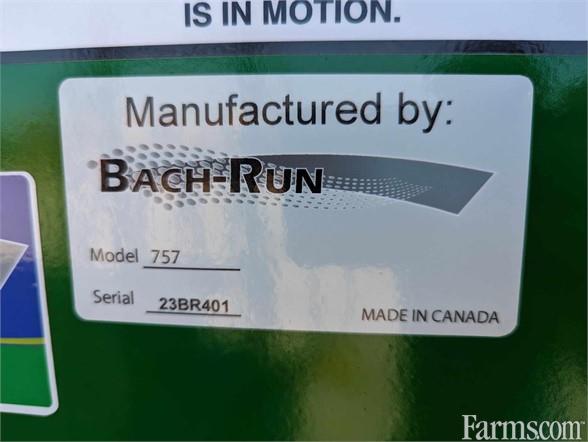 IS IN MOTION.
Manufactured by:
BACH-RUN
Model 757
Serial 23BR401
MADE IN CANADA
Farms.com